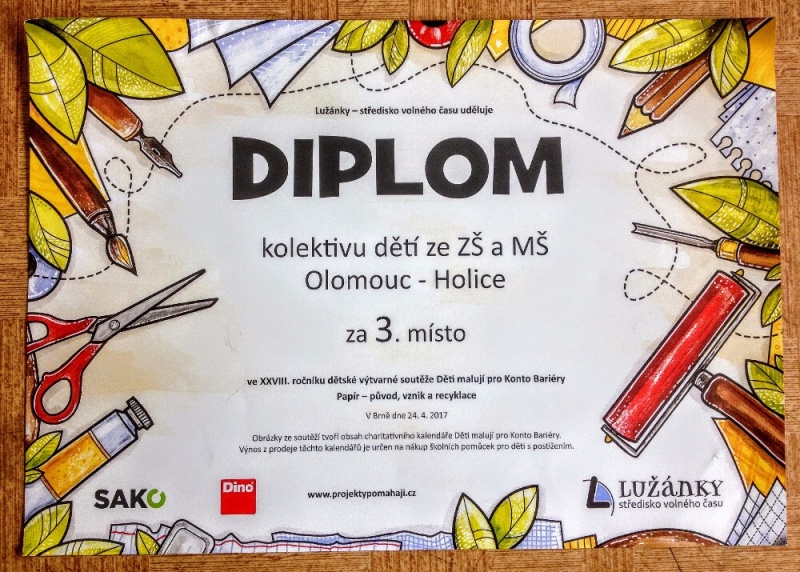 Lužánky – středisko volného času uděluje
DIPLOM
kolektivu dětí ze ZŠ a MŠ
Olomouc - Holice
za 3. místo
ve XXVIII. ročníku dětské výtvarné soutěže Děti malují pro Konto Bariéry
Papír – původ, vznik a recyklace
V Brně dne 24. 4. 2017
Obrázky ze soutěží tvoří obsah charitativního kalendáře Děti malují pro Konto Bariéry.
Výnos z prodeje těchto kalendářů je určen na nákup školních pomůcek pro děti s postižením.
SAKO
Dino
www.projektypomahaji.cz
LUŽÁNKY
středisko volného času